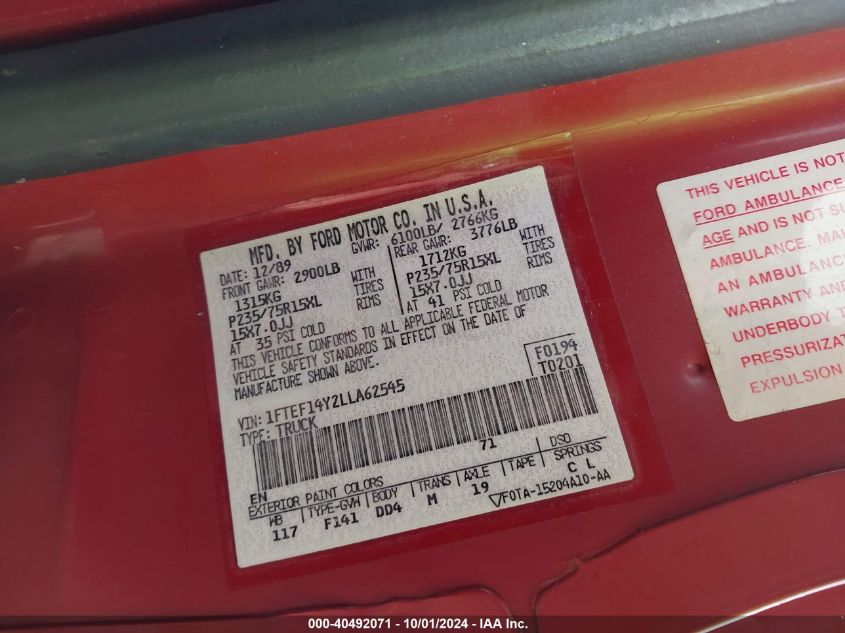 MFD. BY FORD MOTOR CO. IN U.S.A.
DATE: 12/89 GVWR: 6100LB/ 2766KG
FRONT GAWR: 2900LB REAR GAWR: 3776LB
1315KG WITH 1712KG WITH
P235/75R15XL TIRES P235/75R15XL TIRES
15X7.0JJ RIMS 15X7.0JJ RIMS
AT 35 PSI COLD AT 41 PSI COLD
THIS VEHICLE CONFORMS TO ALL APPLICABLE FEDERAL MOTOR
VEHICLE SAFETY STANDARDS IN EFFECT ON THE DATE OF
MANUFACTURE SHOWN ABOVE.
F0194
T0201
VIN: 1FTEF14Y2LLA62545
TYPE: TRUCK
EN 71 DSO
EXTERIOR PAINT COLORS
WB TYPE-GVW BODY TRANS AXLE TAPE SPRINGS
117 F141 DD4 M 19 C L
F0TA-15204A10-AA
THIS VEHICLE IS NOT
FORD AMBULANCE
AGE AND IS NOT SU
AMBULANCE. MAN
AN AMBULANC
WARRANTY AND
UNDERBODY T
PRESSURIZAT
EXPULSION
000-40492071 - 10/01/2024 - IAA Inc.